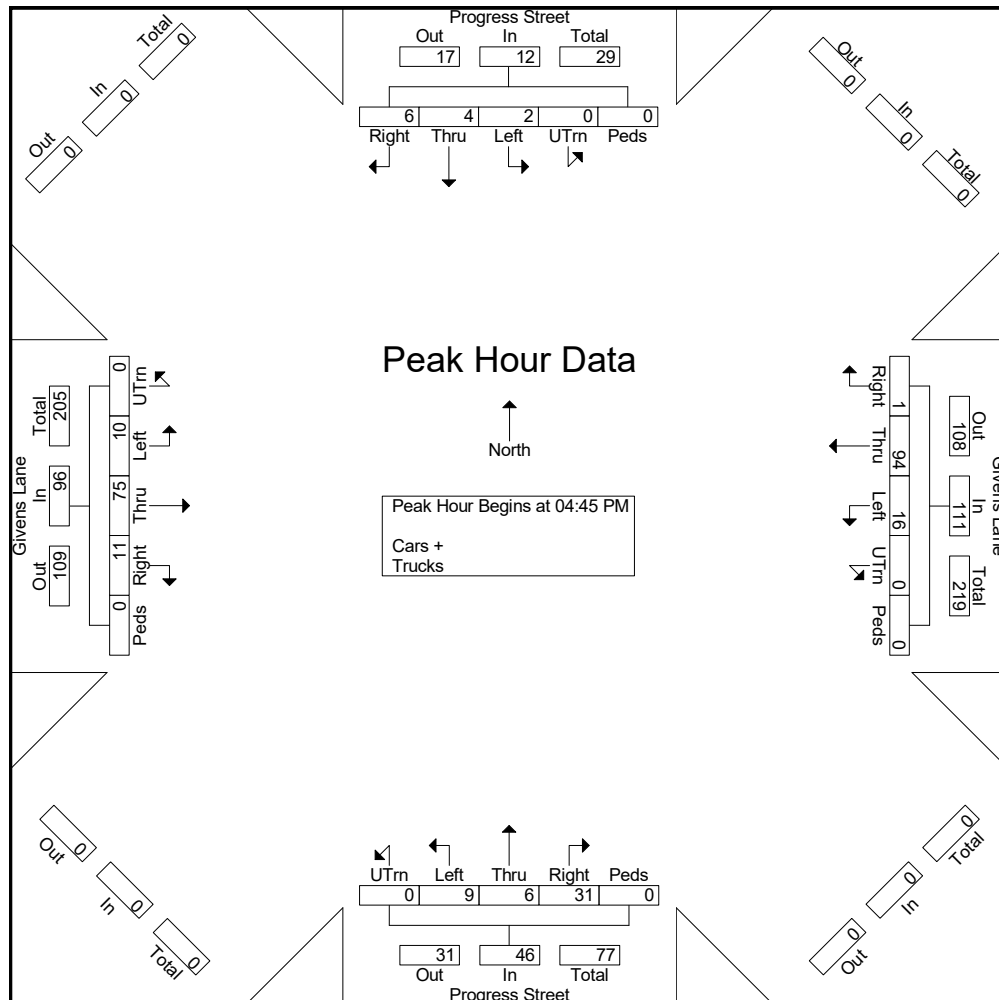 Progress Street
Out In Total
17 12 29
6 4 2 0 0
Right Thru Left UTrn Peds
Total
0
In
0
Out
0
Out
0
In
0
Total
0
Peak Hour Data
North
Peak Hour Begins at 04:45 PM
Cars +
Trucks
Givens Lane
Out In Total
109 96 205
0 11 75 10 0
Peds Right Thru Left UTrn
Givens Lane
Out In Total
108 111 219
1 94 16 0 0
Right Thru Left UTrn Peds
Out
0
In
0
Total
0
Total
0
In
0
Out
0
UTrn Left Thru Right Peds
0 9 6 31 0
31 46 77
Out In Total
Progress Street